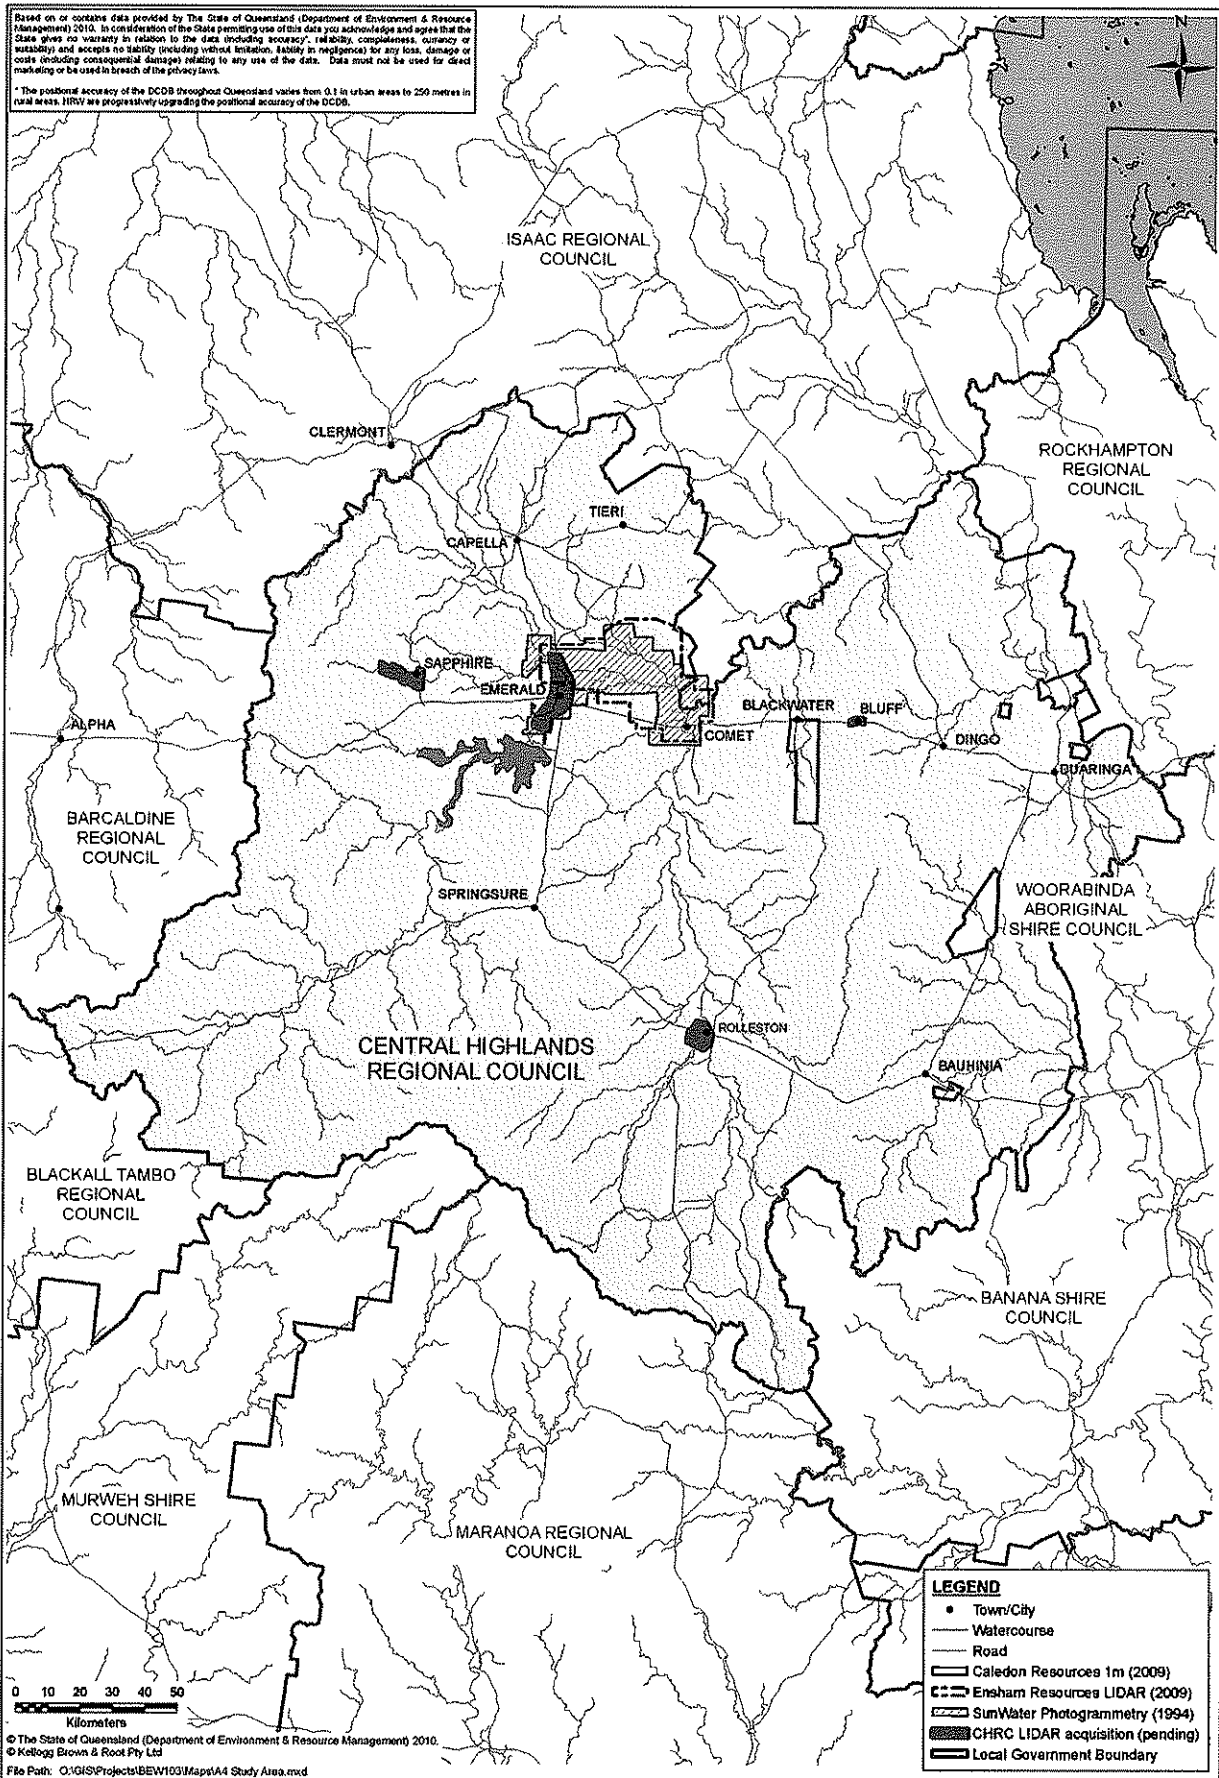 Based on or contains data provided by The State of Queensland (Department of Environment & Resource
Management) 2010. In consideration of the State permitting use of this data you acknowledge and agree that the
State gives no warranty in relation to the data (including accuracy*, reliability, completeness, currency or
suitability) and accepts no liability (including without limitation, liability in negligence) for any loss, damage or
costs (including consequential damage) relating to any use of the data. Data must not be used for direct
marketing or be used in breach of the privacy laws.
* The positional accuracy of the DCDB throughout Queensland varies from 0.1 in urban areas to 250 metres in
rural areas. NRW are progressively upgrading the positional accuracy of the DCDB.
N
ISAAC REGIONAL
COUNCIL
CLERMONT
ROCKHAMPTON
REGIONAL
COUNCIL
TIERI
CAPELLA
SAPPHIRE
EMERALD
ALPHA
BLACKWATER
BLUFF
COMET
DINGO
DUARINGA
BARCALDINE
REGIONAL
COUNCIL
SPRINGSURE
WOORABINDA
ABORIGINAL
SHIRE COUNCIL
ROLLESTON
CENTRAL HIGHLANDS
REGIONAL COUNCIL
BAUHINIA
BLACKALL TAMBO
REGIONAL
COUNCIL
BANANA SHIRE
COUNCIL
MURWEH SHIRE
COUNCIL
MARANOA REGIONAL
COUNCIL
LEGEND
Town/City
Watercourse
Road
Caledon Resources 1m (2009)
Ensham Resources LIDAR (2009)
SunWater Photogrammetry (1994)
CHRC LIDAR acquisition (pending)
Local Government Boundary
0 10 20 30 40 50
Kilometers
© The State of Queensland (Department of Environment & Resource Management) 2010.
© Kellogg Brown & Root Pty Ltd
File Path: O:\GIS\Projects\BEW103\Maps\A4 Study Area.mxd